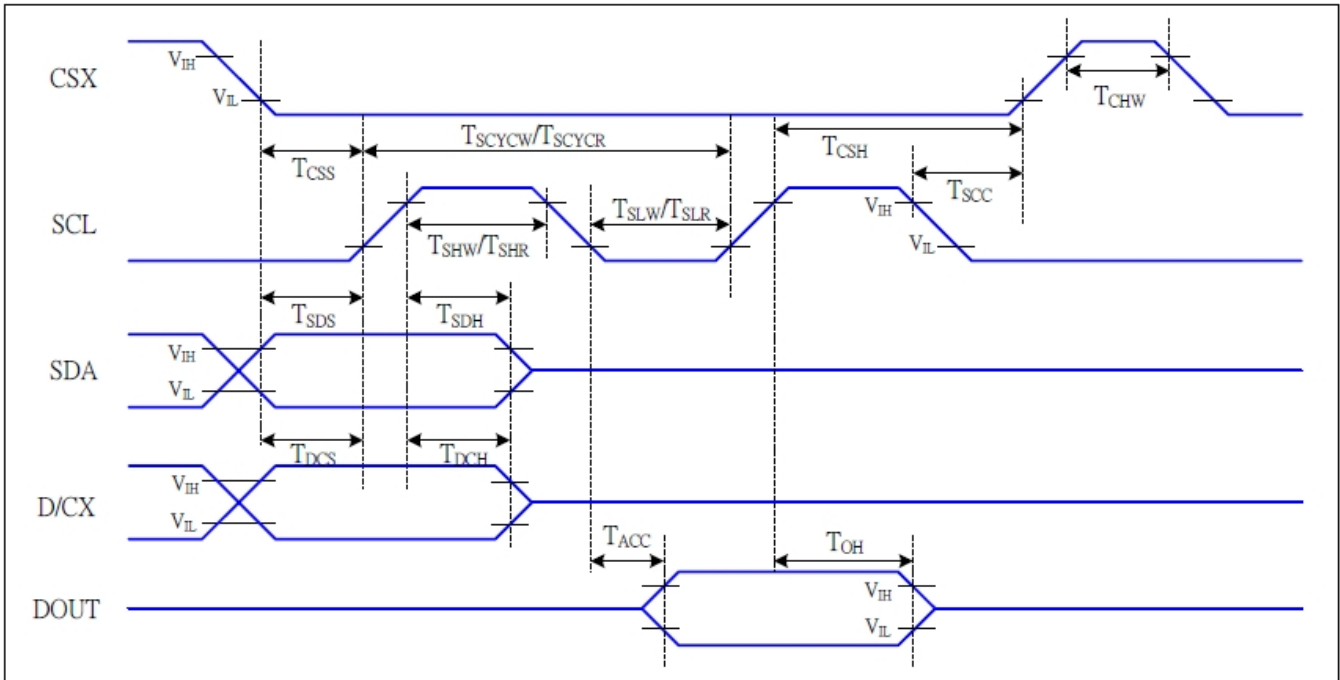 CSX
VIH
VIL
TCSS
TSCYCW/TSCYCR
TCSH
TCHW
TSCC
SCL
TSHW/TSHR
TSLW/TSLR
VIH
VIL
SDA
VIH
VIL
TSDS
TSDH
D/CX
VIH
VIL
TDCS
TDCH
DOUT
TACC
TOH
VIH
VIL